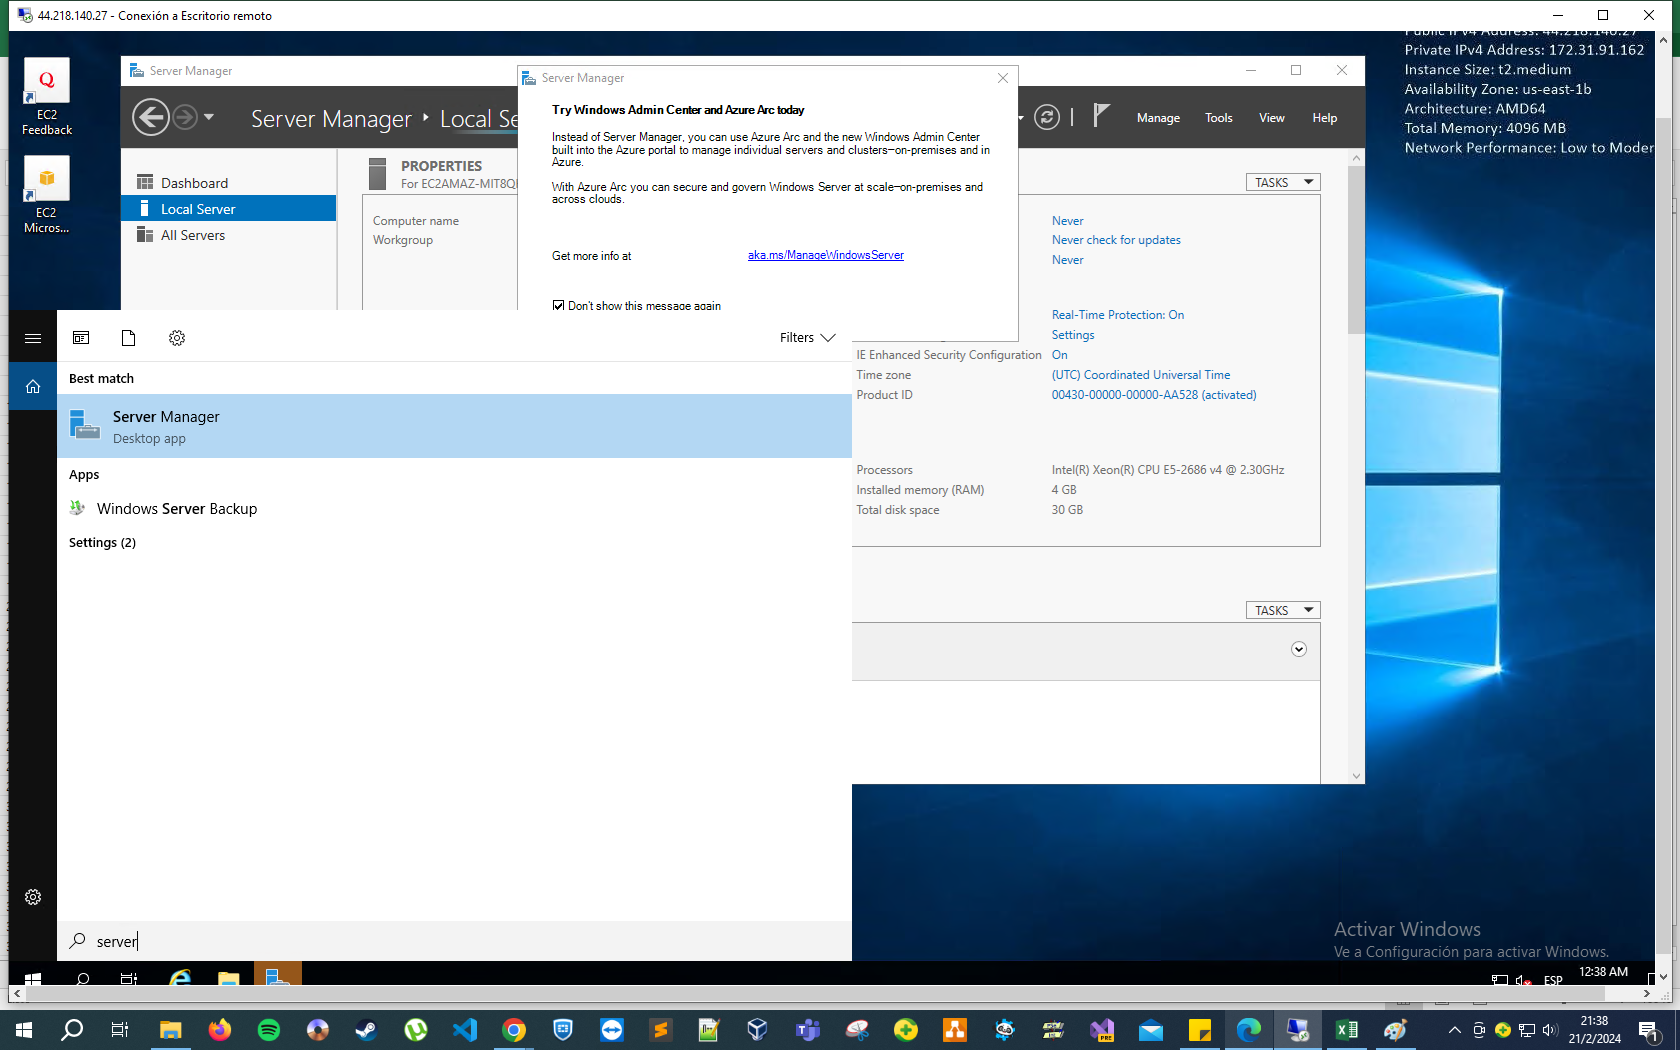 44.218.140.27 - Conexión a Escritorio remoto
Public IPv4 Address: 44.218.140.27
Private IPv4 Address: 172.31.91.162
Instance Size: t2.medium
Availability Zone: us-east-1b
Architecture: AMD64
Total Memory: 4096 MB
Network Performance: Low to Moder
EC2
Feedback
EC2
Micros...
Server Manager
Server Manager
Server Manager
Local Se
Manage
Tools
View
Help
Try Windows Admin Center and Azure Arc today
Instead of Server Manager, you can use Azure Arc and the new Windows Admin Center
built into the Azure portal to manage individual servers and clusters—on-premises and in
Azure.
With Azure Arc you can secure and govern Windows Server at scale—on-premises and
across clouds.
Get more info at
aka.ms/ManageWindowsServer
Don't show this message again
Dashboard
Local Server
All Servers
PROPERTIES
For EC2AMAZ-MIT8Q
Computer name
Workgroup
TASKS
Never
Never check for updates
Never
Real-Time Protection: On
Settings
IE Enhanced Security Configuration
On
Time zone
(UTC) Coordinated Universal Time
Product ID
00430-00000-00000-AA528 (activated)
Processors
Intel(R) Xeon(R) CPU E5-2686 v4 @ 2.30GHz
Installed memory (RAM)
4 GB
Total disk space
30 GB
TASKS
Filters
Best match
Server Manager
Desktop app
Apps
Windows Server Backup
Settings (2)
server
Activar Windows
Ve a Configuración para activar Windows.
ESP
12:38 AM
PRE
21:38
21/2/2024
1